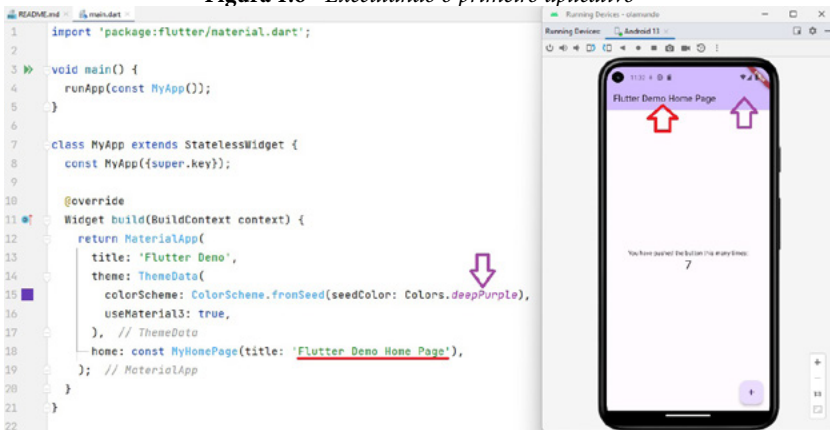 Figura 1.8 - Executando o primeiro aplicativo
README.md × main.dart ×
1 import 'package:flutter/material.dart';
2
3 void main() {
4 runApp(const MyApp());
5 }
6
7 class MyApp extends StatelessWidget {
8 const MyApp({super.key});
9
10 @override
11 Widget build(BuildContext context) {
12 return MaterialApp(
13 title: 'Flutter Demo',
14 theme: ThemeData(
15 colorScheme: ColorScheme.fromSeed(seedColor: Colors.deepPurple),
16 useMaterial3: true,
17 ), // ThemeData
18 home: const MyHomePage(title: 'Flutter Demo Home Page'),
19 ); // MaterialApp
20 }
21 }
22
Running Devices - olamundo
Running Devices: Android 11 ×
Flutter Demo Home Page
You have pushed the button this many times:
7
+
+
1:1